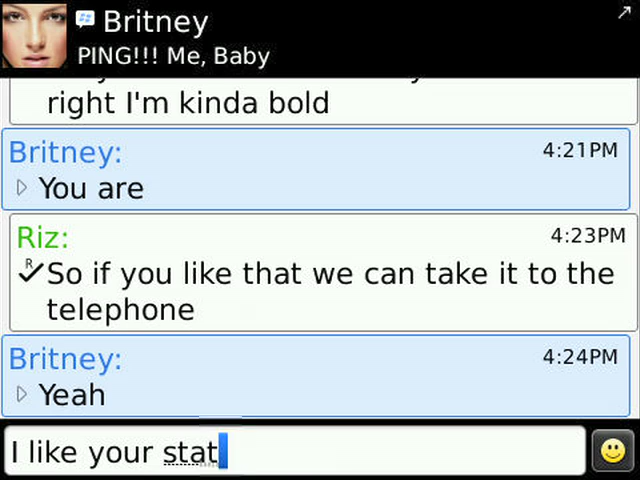 Britney
PING!!! Me, Baby
right I'm kinda bold
Britney: 4:21PM
You are
Riz: 4:23PM
R
So if you like that we can take it to the
telephone
Britney: 4:24PM
Yeah
I like your stat